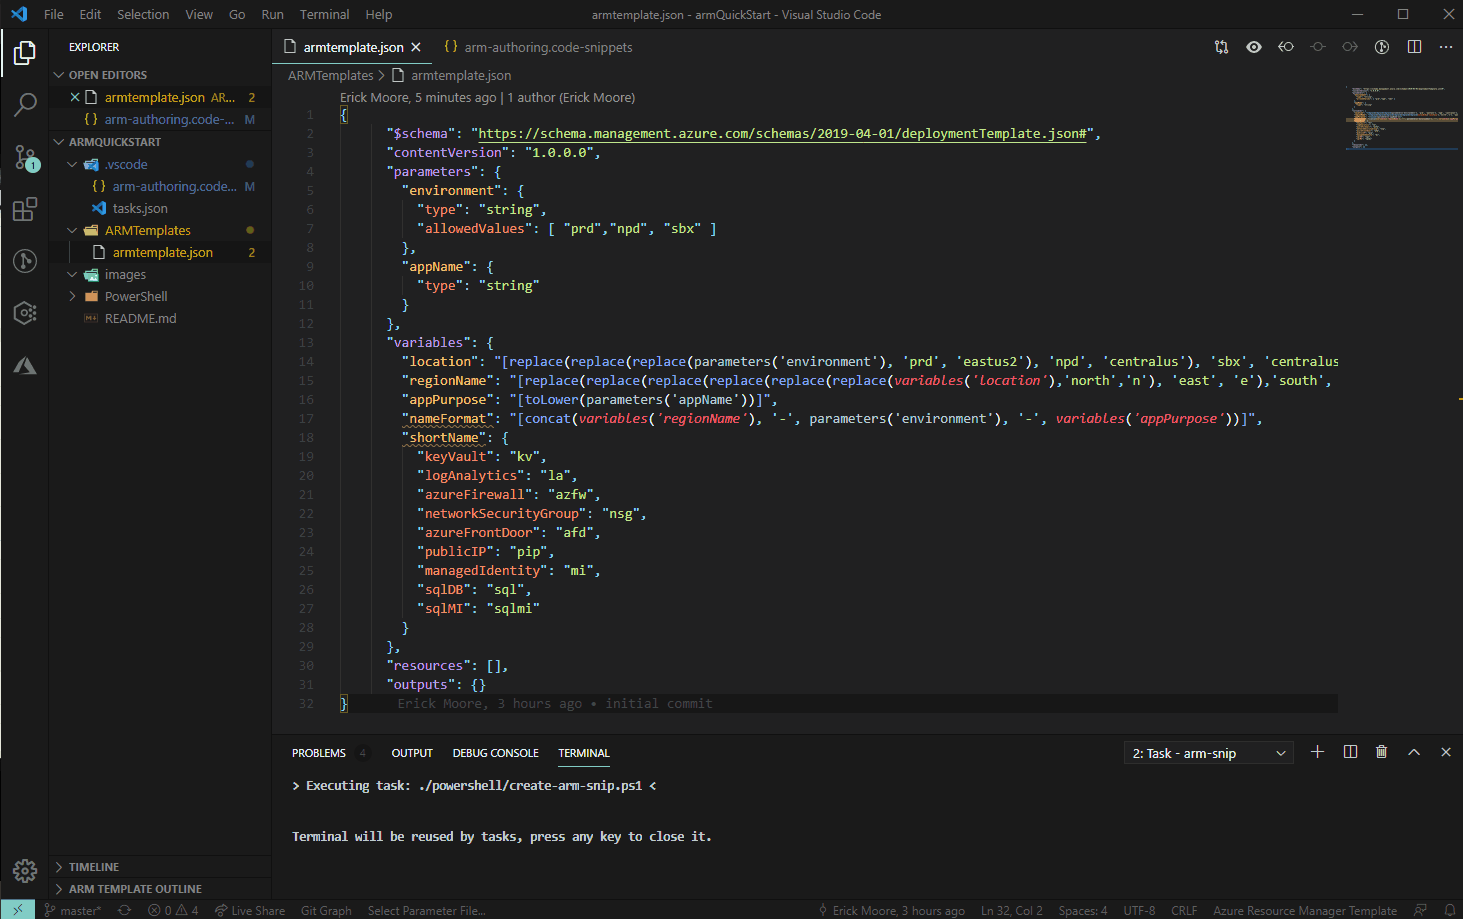 File Edit Selection View Go Run Terminal Help
armtemplate.json - armQuickStart - Visual Studio Code
EXPLORER
OPEN EDITORS
armtemplate.json AR... 2
arm-authoring.code-... M
ARMQUICKSTART
.vscode
arm-authoring.code... M
tasks.json
ARMTemplates
armtemplate.json 2
images
PowerShell
README.md
TIMELINE
ARM TEMPLATE OUTLINE
1
armtemplate.json
{} arm-authoring.code-snippets
ARMTemplates > armtemplate.json
Erick Moore, 5 minutes ago | 1 author (Erick Moore)
1 {
2 "$schema": "https://schema.management.azure.com/schemas/2019-04-01/deploymentTemplate.json#",
3 "contentVersion": "1.0.0.0",
4 "parameters": {
5 "environment": {
6 "type": "string",
7 "allowedValues": [ "prd","npd", "sbx" ]
8 },
9 "appName": {
10 "type": "string"
11 }
12 },
13 "variables": {
14 "location": "[replace(replace(replace(parameters('environment'), 'prd', 'eastus2'), 'npd', 'centralus'), 'sbx', 'centralus
15 "regionName": "[replace(replace(replace(replace(replace(replace(variables('location'),'north','n'), 'east', 'e'),'south',
16 "appPurpose": "[toLower(parameters('appName'))]",
17 "nameFormat": "[concat(variables('regionName'), '-', parameters('environment'), '-', variables('appPurpose'))]",
18 "shortName": {
19 "keyVault": "kv",
20 "logAnalytics": "la",
21 "azureFirewall": "azfw",
22 "networkSecurityGroup": "nsg",
23 "azureFrontDoor": "afd",
24 "publicIP": "pip",
25 "managedIdentity": "mi",
26 "sqlDB": "sql",
27 "sqlMI": "sqlmi"
28 }
29 },
30 "resources": [],
31 "outputs": {}
32 } Erick Moore, 3 hours ago • initial commit
PROBLEMS 4 OUTPUT DEBUG CONSOLE TERMINAL
2: Task - arm-snip
> Executing task: ./powershell/create-arm-snip.ps1 <
Terminal will be reused by tasks, press any key to close it.
master* 0 4 Live Share Git Graph Select Parameter File... Erick Moore, 3 hours ago Ln 32, Col 2 Spaces: 4 UTF-8 CRLF Azure Resource Manager Template